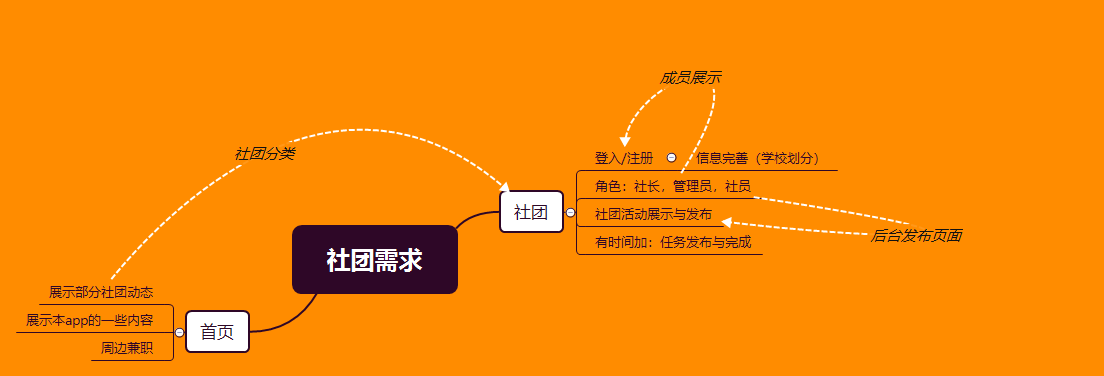 成员展示
社团分类
登入/注册
信息完善（学校划分）
角色：社长，管理员，社员
社团
社团活动展示与发布
后台发布页面
有时间加：任务发布与完成
社团需求
展示部分社团动态
展示本app的一些内容
首页
周边兼职